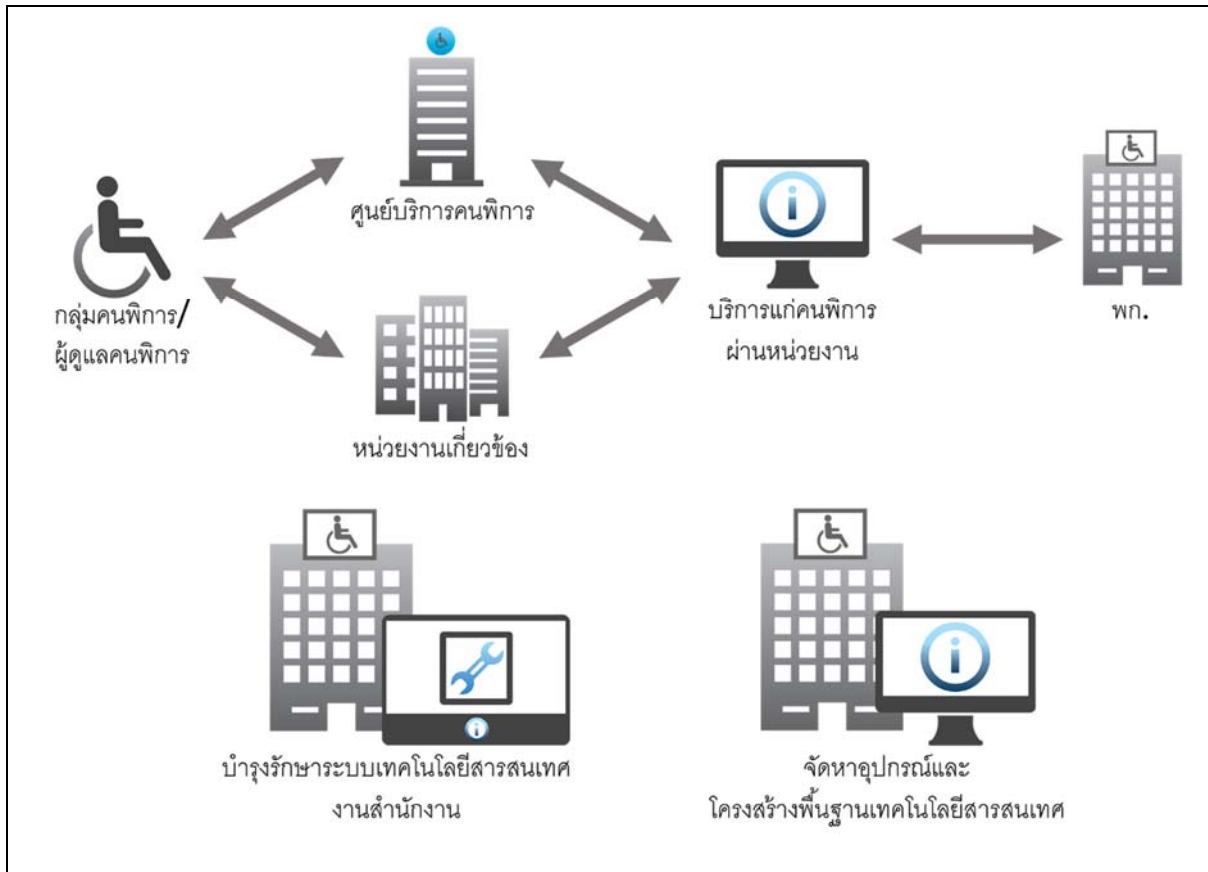 ศูนย์บริการคนพิการ
กลุ่มคนพิการ/
ผู้ดูแลคนพิการ
หน่วยงานเกี่ยวข้อง
บริการแก่คนพิการ
ผ่านหน่วยงาน
พก.
บำรุงรักษาระบบเทคโนโลยีสารสนเทศ
งานสำนักงาน
จัดหาอุปกรณ์และ
โครงสร้างพื้นฐานเทคโนโลยีสารสนเทศ